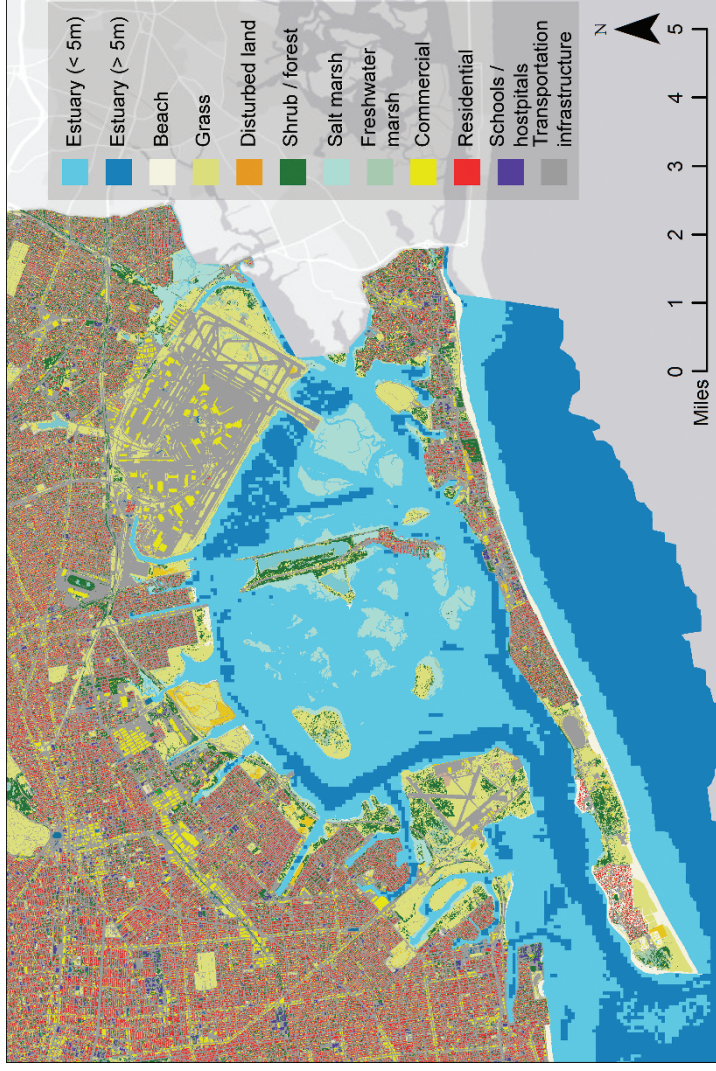 Estuary (< 5m)
Estuary (> 5m)
Beach
Grass
Disturbed land
Shrub / forest
Salt marsh
Freshwater
marsh
Commercial
Residential
Schools /
hostpitals
Transportation
infrastructure
N
0 1 2 3 4 5
Miles